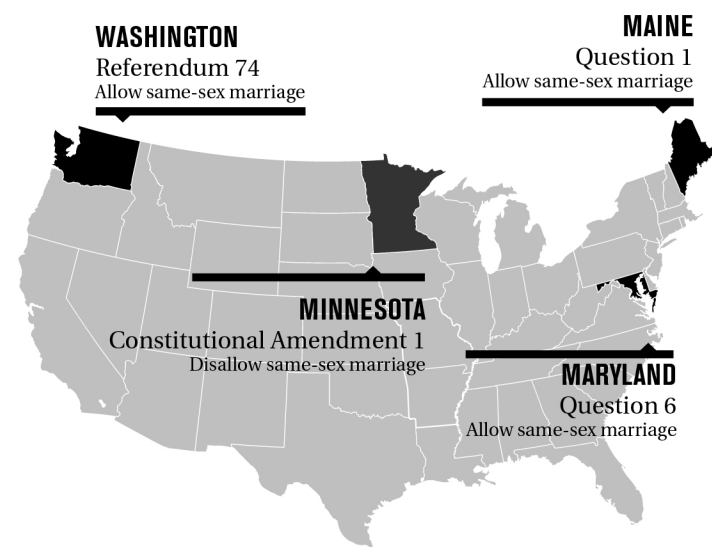 WASHINGTON
Referendum 74
Allow same-sex marriage
MAINE
Question 1
Allow same-sex marriage
MINNESOTA
Constitutional Amendment 1
Disallow same-sex marriage
MARYLAND
Question 6
Allow same-sex marriage